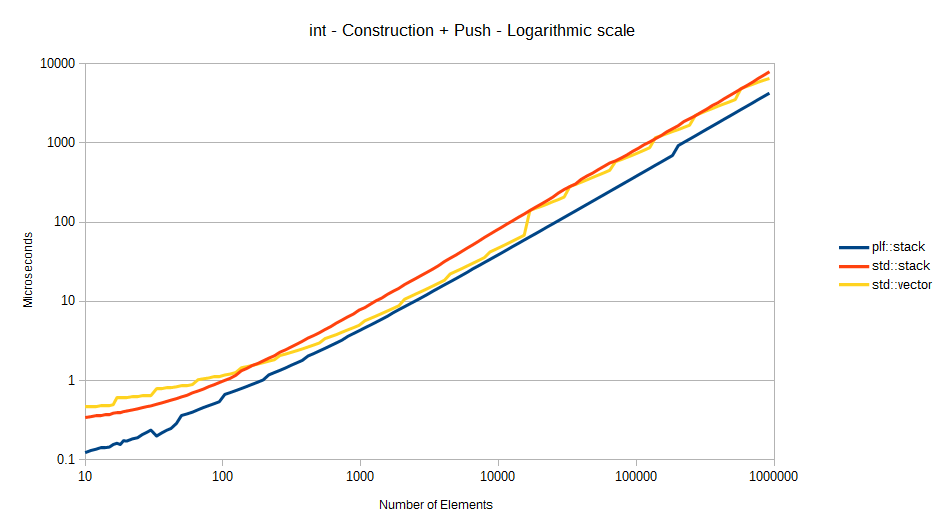 int - Construction + Push - Logarithmic scale
10000
1000
100
10
1
0.1
Microseconds
10 100 1000 10000 100000 1000000
Number of Elements
plf::stack
std::stack
std::vector